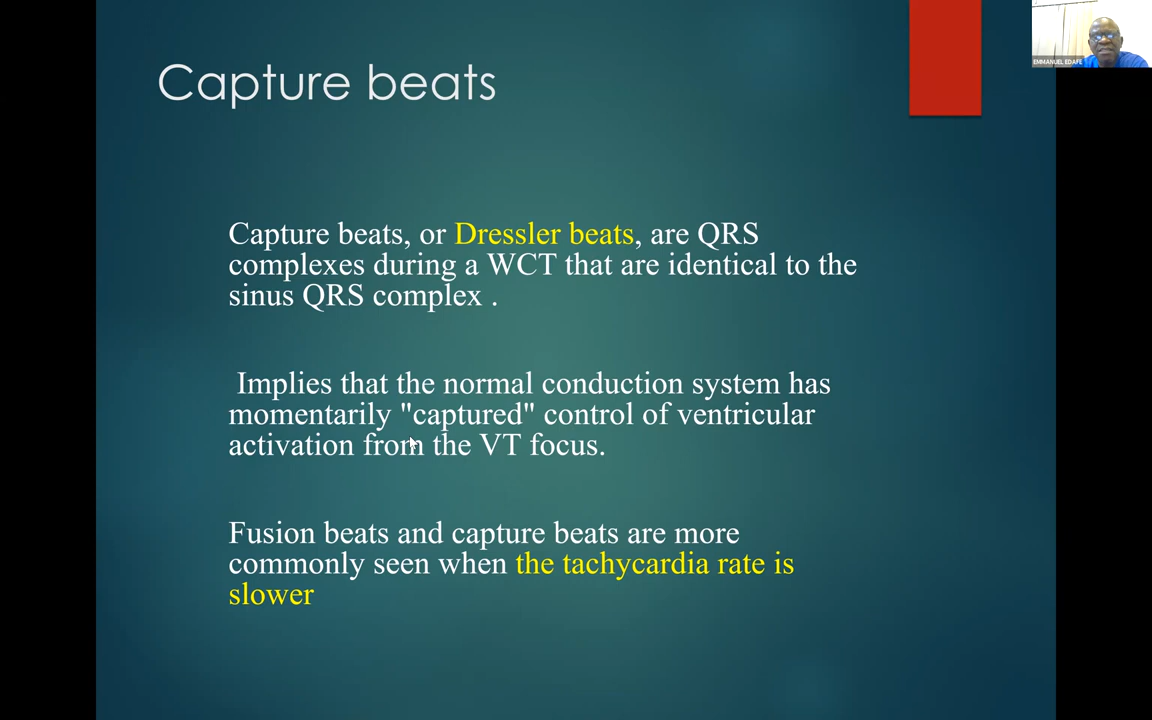 Capture beats
EMMANUEL EDAFE
Capture beats, or Dressler beats, are QRS
complexes during a WCT that are identical to the
sinus QRS complex .
Implies that the normal conduction system has
momentarily "captured" control of ventricular
activation from the VT focus.
Fusion beats and capture beats are more
commonly seen when the tachycardia rate is
slower